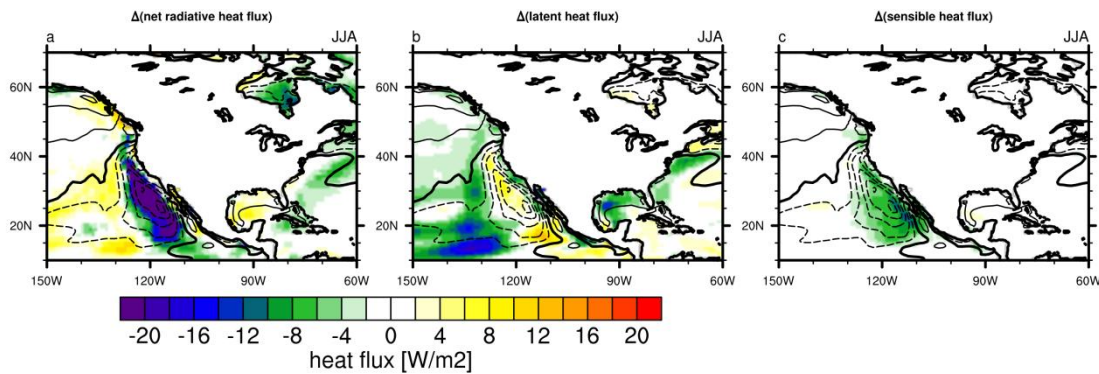 Δ(net radiative heat flux)
Δ(latent heat flux)
Δ(sensible heat flux)
a JJA
b JJA
c JJA
60N 60N 60N
40N 40N 40N
20N 20N 20N
150W 120W 90W 60W 150W 120W 90W 60W 150W 120W 90W 60W
-20 -16 -12 -8 -4 0 4 8 12 16 20
heat flux [W/m2]